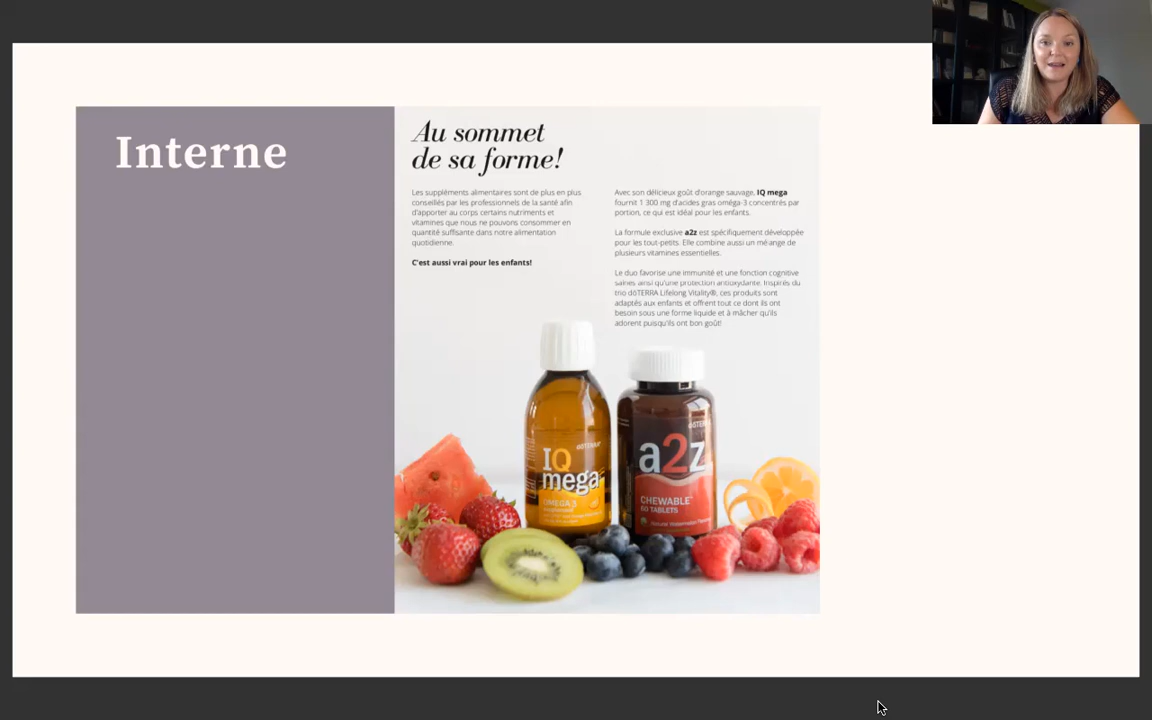 Interne
Au sommet
de sa forme!
Les suppléments alimentaires sont de plus en plus
conseillés par les professionnels de la santé afin
d'apporter au corps certains nutriments et
vitamines que nous ne pouvons consommer en
quantité suffisante dans notre alimentation
quotidienne.
C'est aussi vrai pour les enfants!
Avec son délicieux goût d'orange sauvage, IQ mega
fournit 1 300 mg d'acides gras oméga-3 concentrés par
portion, ce qui est idéal pour les enfants.
La formule exclusive a2z est spécifiquement développée
pour les tout-petits. Elle combine aussi un mélange de
plusieurs vitamines essentielles.
Le duo favorise une immunité et une fonction cognitive
saines ainsi qu'une protection antioxydante. Inspirés du
trio dōTERRA Lifelong Vitality®, ces produits sont
adaptés aux enfants et offrent tout ce dont ils ont
besoin sous une forme liquide et à mâcher qu'ils
adorent puisqu'ils ont bon goût!
dōTERRA
IQ
mega
OMEGA 3
dōTER
a2z
CHEWABLE™
60 TABLETS
Natural Watermelon Flavor